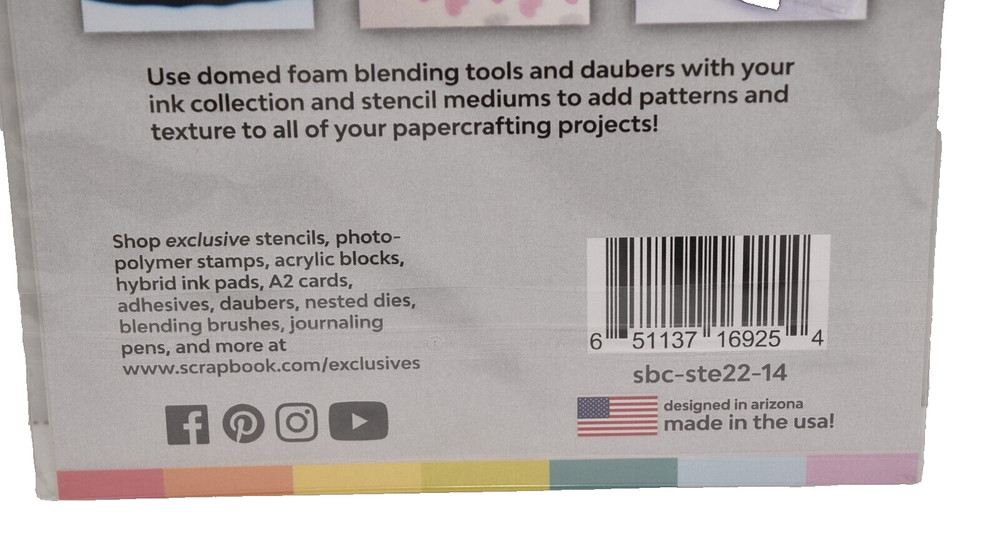 Use domed foam blending tools and daubers with your
ink collection and stencil mediums to add patterns and
texture to all of your papercrafting projects!
Shop exclusive stencils, photo-
polymer stamps, acrylic blocks,
hybrid ink pads, A2 cards,
adhesives, daubers, nested dies,
blending brushes, journaling
pens, and more at
www.scrapbook.com/exclusives
6 51137 16925 4
sbc-ste22-14
designed in arizona
made in the usa!